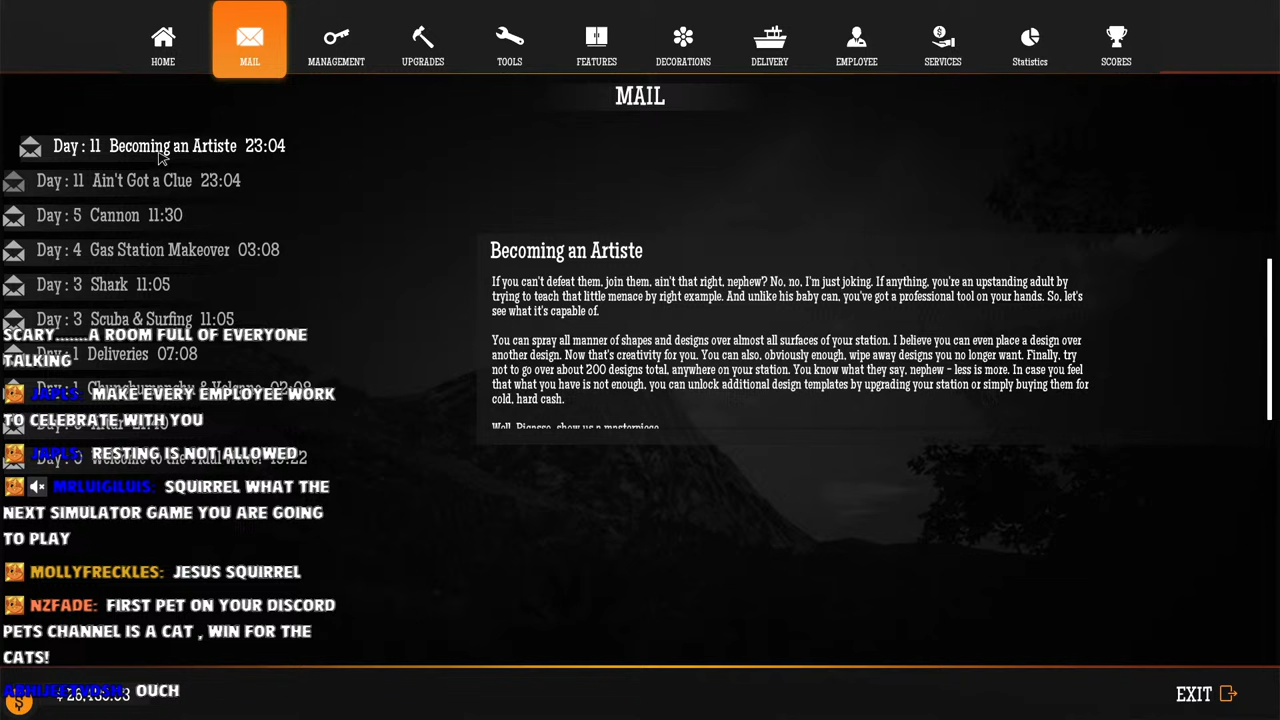 HOME
MAIL
MANAGEMENT
UPGRADES
TOOLS
FEATURES
DECORATIONS
DELIVERY
EMPLOYEE
SERVICES
Statistics
SCORES
MAIL
Day : 11 Becoming an Artiste 23:04
Day : 11 Ain't Got a Clue 23:04
Day : 5 Cannon 11:30
Day : 4 Gas Station Makeover 03:08
Day : 3 Shark 11:05
Day : 3 Scuba & Surfing 11:05
Day : 1 Deliveries 07:08
SCARY.......A ROOM FULL OF EVERYONE
TALKING
JAPLS: MAKE EVERY EMPLOYEE WORK
TO CELEBRATE WITH YOU
JAPLS: RESTING IS NOT ALLOWED
MRLUIGILUIS: SQUIRREL WHAT THE
NEXT SIMULATOR GAME YOU ARE GOING
TO PLAY
MOLLYFRECKLES: JESUS SQUIRREL
NZFADE: FIRST PET ON YOUR DISCORD
PETS CHANNEL IS A CAT , WIN FOR THE
CATS!
OUCH
Becoming an Artiste
If you can't defeat them, join them, ain't that right, nephew? No, no, I'm just joking. If anything, you're an upstanding adult by
trying to teach that little menace by right example. And unlike his baby can, you've got a professional tool on your hands. So, let's
see what it's capable of.
You can spray all manner of shapes and designs over almost all surfaces of your station. I believe you can even place a design over
another design. Now that's creativity for you. You can also, obviously enough, wipe away designs you no longer want. Finally, try
not to go over about 200 designs total, anywhere on your station. You know what they say, nephew - less is more. In case you feel
that what you have is not enough, you can unlock additional design templates by upgrading your station or simply buying them for
cold, hard cash.
Well, Picasso, show us a masterpiece
EXIT